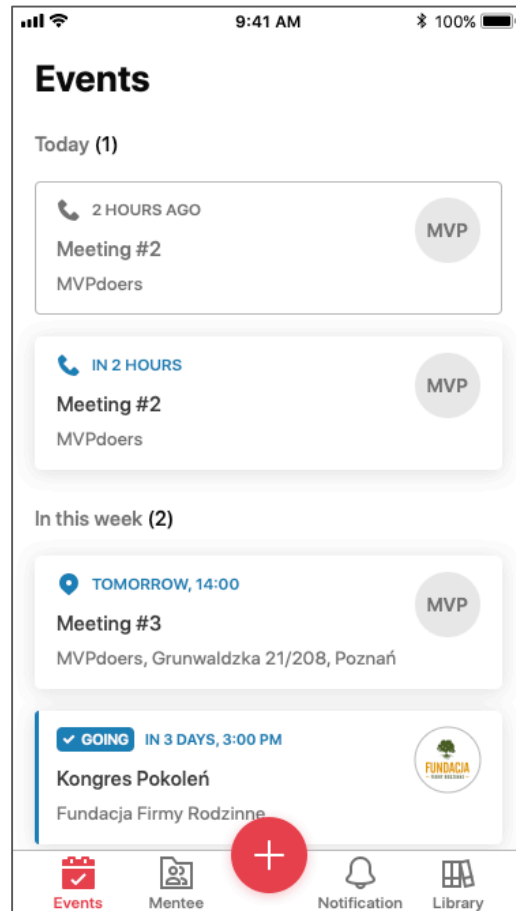 9:41 AM
100%
Events
Today (1)
2 HOURS AGO
MVP
Meeting #2
MVPdoers
IN 2 HOURS
MVP
Meeting #2
MVPdoers
In this week (2)
TOMORROW, 14:00
MVP
Meeting #3
MVPdoers, Grunwaldzka 21/208, Poznań
GOING IN 3 DAYS, 3:00 PM
FUNDACJA
FIRMY RODZINNE
Kongres Pokoleń
Fundacja Firmy Rodzinne
Events
Mentee
Notification
Library